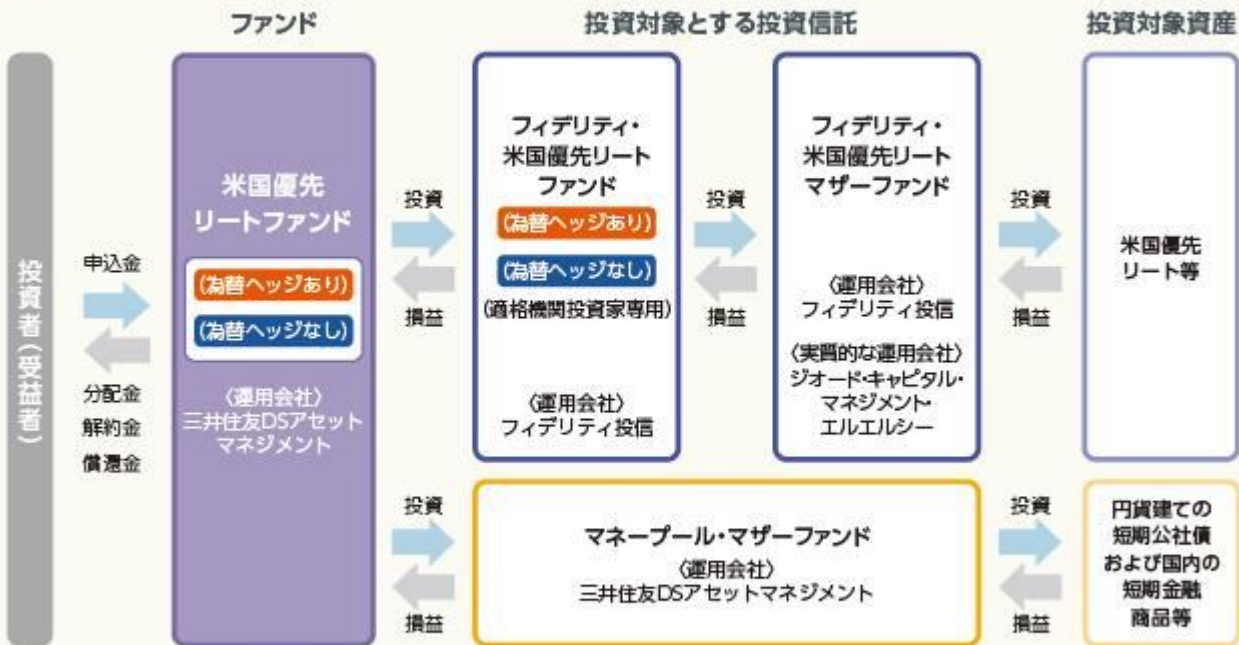 ファンド
投資対象とする投資信託
投資対象資産
投資者(受益者)
申込金
分配金
解約金
償還金
米国優先
リートファンド
(為替ヘッジあり)
(為替ヘッジなし)
〈運用会社〉
三井住友DSアセット
マネジメント
投資
損益
フィデリティ・
米国優先リート
ファンド
(為替ヘッジあり)
(為替ヘッジなし)
(適格機関投資家専用)
〈運用会社〉
フィデリティ投信
投資
損益
フィデリティ・
米国優先リート
マザーファンド
〈運用会社〉
フィデリティ投信
〈実質的な運用会社〉
ジオード・キャピタル・
マネジメント・
エルエルシー
投資
損益
米国優先
リート等
投資
損益
マネープール・マザーファンド
〈運用会社〉
三井住友DSアセットマネジメント
投資
損益
円貨建ての
短期公社債
および国内の
短期金融
商品等